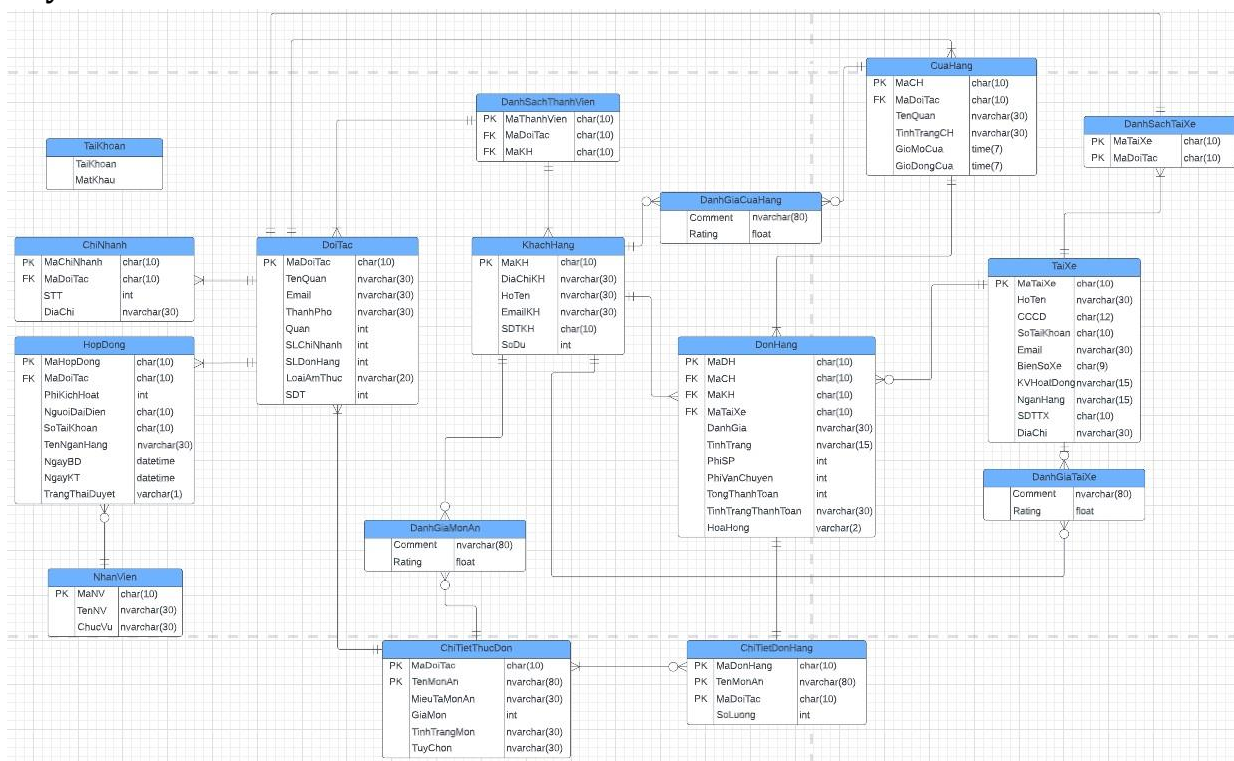 CuaHang
PK MaCH char(10)
FK MaDoiTac char(10)
TenQuan nvarchar(30)
TinhTrangCH nvarchar(30)
GioMoCua time(7)
GioDongCua time(7)
DanhSachThanhVien
PK MaThanhVien char(10)
FK MaDoiTac char(10)
FK MaKH char(10)
DanhSachTaiXe
PK MaTaiXe char(10)
PK MaDoiTac char(10)
TaiKhoan
TaiKhoan
MatKhau
DanhGiaCuaHang
Comment nvarchar(80)
Rating float
ChiNhanh
PK MaChiNhanh char(10)
FK MaDoiTac char(10)
STT int
DiaChi nvarchar(30)
DoiTac
PK MaDoiTac char(10)
TenQuan nvarchar(30)
Email nvarchar(30)
ThanhPho nvarchar(30)
Quan int
SLChiNhanh int
SLDonHang int
LoaiAmThuc nvarchar(20)
SDT int
KhachHang
PK MaKH char(10)
DiaChiKH nvarchar(30)
HoTen nvarchar(30)
EmailKH nvarchar(30)
SDTKH char(10)
SoDu int
TaiXe
PK MaTaiXe char(10)
HoTen nvarchar(30)
CCCD char(12)
SoTaiKhoan char(10)
Email nvarchar(30)
BienSoXe char(9)
KVHoatDong nvarchar(15)
NganHang nvarchar(15)
SDTTX char(10)
DiaChi nvarchar(30)
HopDong
PK MaHopDong char(10)
FK MaDoiTac char(10)
PhiKichHoat int
NguoiDaiDien char(10)
SoTaiKhoan char(10)
TenNganHang nvarchar(30)
NgayBD datetime
NgayKT datetime
TrangThaiDuyet varchar(1)
DonHang
PK MaDH char(10)
FK MaCH char(10)
FK MaKH char(10)
FK MaTaiXe char(10)
DanhGia nvarchar(30)
TinhTrang nvarchar(15)
PhiSP int
PhiVanChuyen int
TongThanhToan int
TinhTrangThanhToan nvarchar(30)
HoaHong varchar(2)
DanhGiaTaiXe
Comment nvarchar(80)
Rating float
DanhGiaMonAn
Comment nvarchar(80)
Rating float
NhanVien
PK MaNV char(10)
TenNV nvarchar(30)
ChucVu nvarchar(30)
ChiTietThucDon
PK MaDoiTac char(10)
PK TenMonAn nvarchar(80)
MieuTaMonAn nvarchar(30)
GiaMon int
TinhTrangMon nvarchar(30)
TuyChon nvarchar(30)
ChiTietDonHang
PK MaDonHang char(10)
PK TenMonAn nvarchar(80)
PK MaDoiTac char(10)
SoLuong int